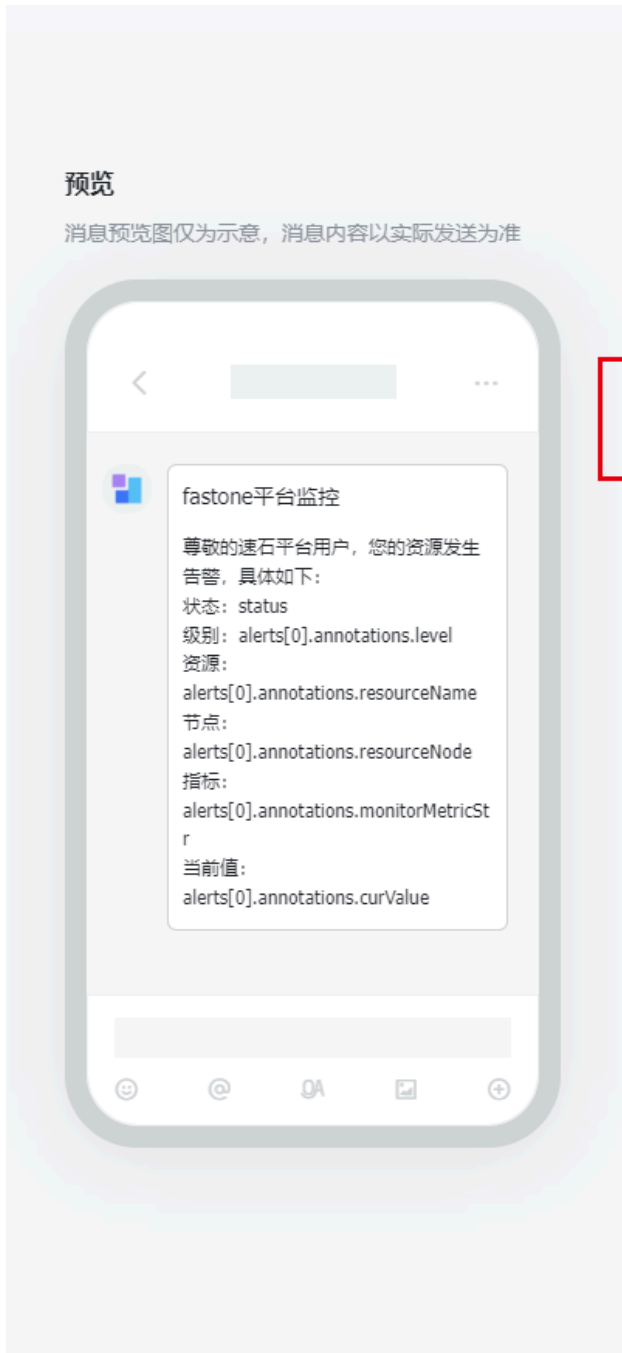 预览
消息预览图仅为示意，消息内容以实际发送为准
fastone平台监控
尊敬的速石平台用户，您的资源发生
告警，具体如下：
状态：status
级别：alerts[0].annotations.level
资源：
alerts[0].annotations.resourceName
节点：
alerts[0].annotations.resourceNode
指标：
alerts[0].annotations.monitorMetricSt
r
当前值：
alerts[0].annotations.curValue